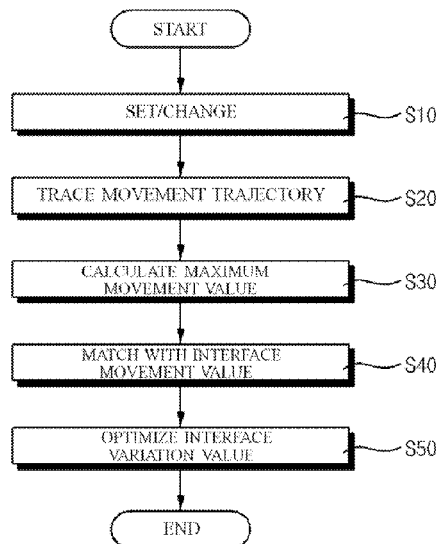 START
SET/CHANGE
S10
TRACE MOVEMENT TRAJECTORY
S20
CALCULATE MAXIMUM
MOVEMENT VALUE
S30
MATCH WITH INTERFACE
MOVEMENT VALUE
S40
OPTIMIZE INTERFACE
VARIATION VALUE
S50
END